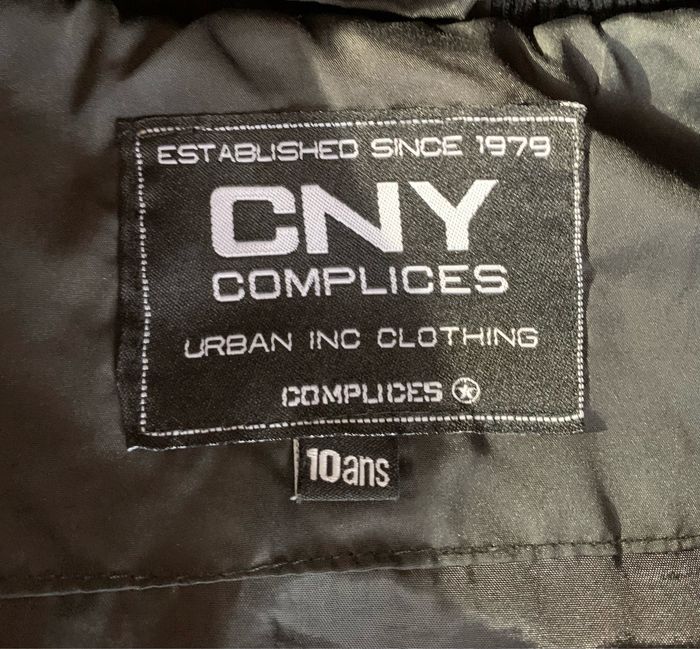 ESTABLISHED SINCE 1979
CNY
COMPLICES
URBAN INC CLOTHING
COMPLICES
10ans